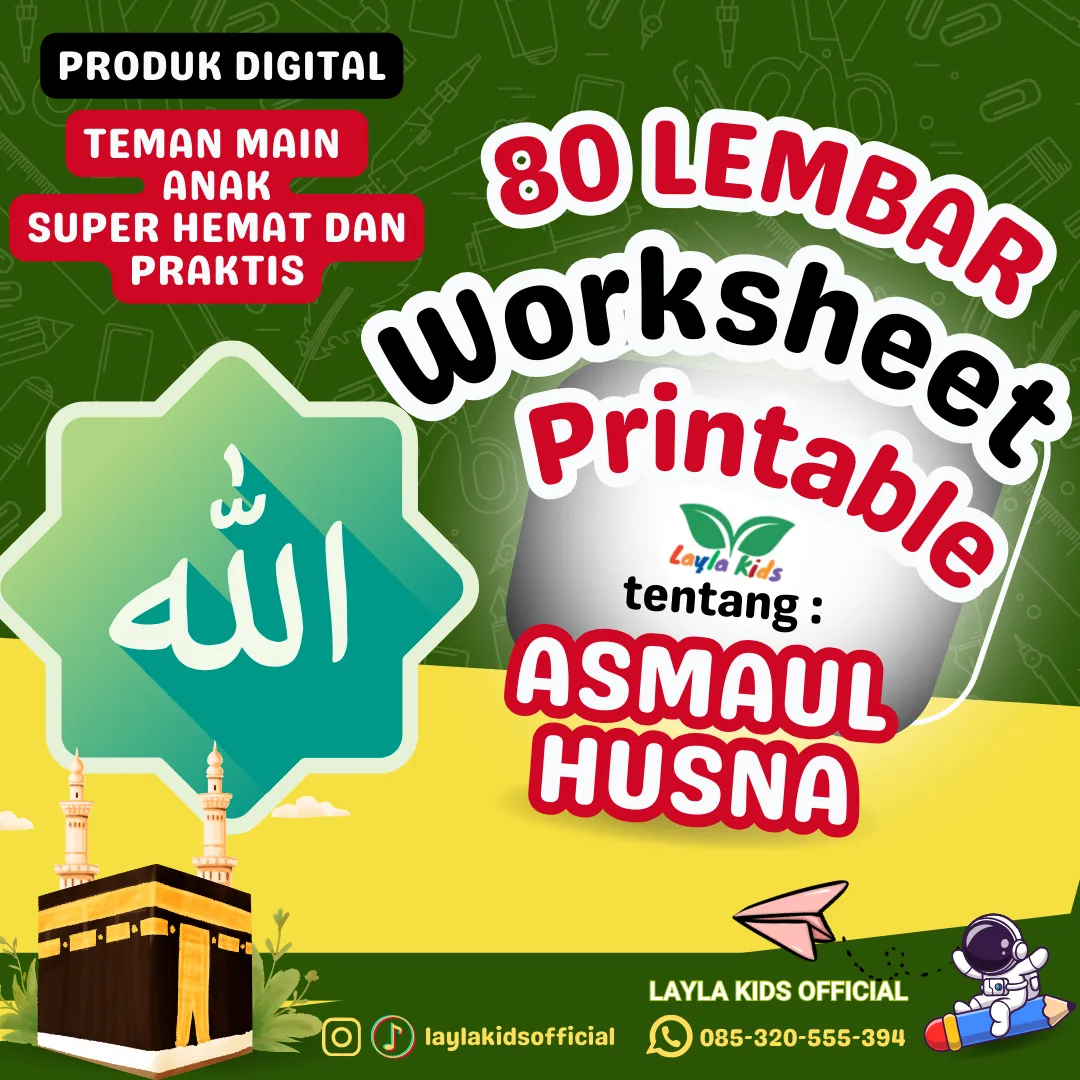 PRODUK DIGITAL
TEMAN MAIN
ANAK
SUPER HEMAT DAN
PRAKTIS
80 LEMBAR
Worksheet
Printable
Layla Kids
tentang :
ASMAUL
HUSNA
الله
LAYLA KIDS OFFICIAL
laylakidsofficial
085-320-555-394